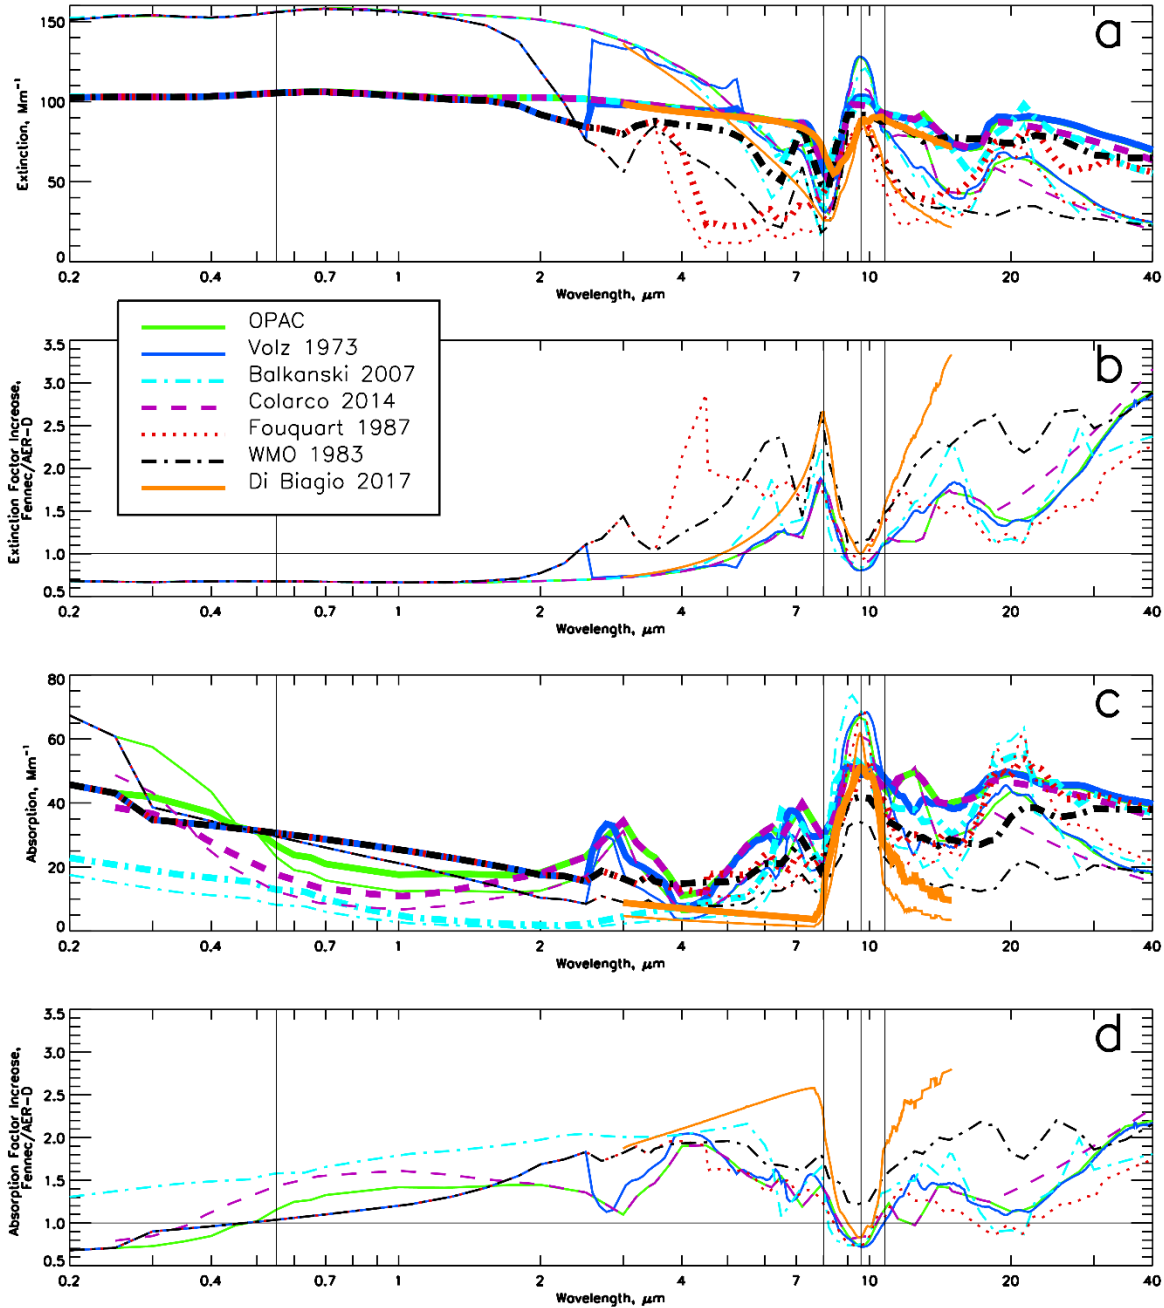 a
150
100
50
0
Extinction, Mm⁻¹
0.2 0.4 0.7 1 2 4 7 10 20 40
Wavelength, μm
OPAC
Volz 1973
Balkanski 2007
Colarco 2014
Fouquart 1987
WMO 1983
Di Biagio 2017
b
3.5
3.0
2.5
2.0
1.5
1.0
0.5
Extinction Factor Increase,
Fennec/AER-D
0.2 0.4 0.7 1 2 4 7 10 20 40
Wavelength, μm
c
80
60
40
20
0
Absorption, Mm⁻¹
0.2 0.4 0.7 1 2 4 7 10 20 40
Wavelength, μm
d
3.5
3.0
2.5
2.0
1.5
1.0
0.5
Absorption Factor Increase,
Fennec/AER-D
0.2 0.4 0.7 1 2 4 7 10 20 40
Wavelength, μm